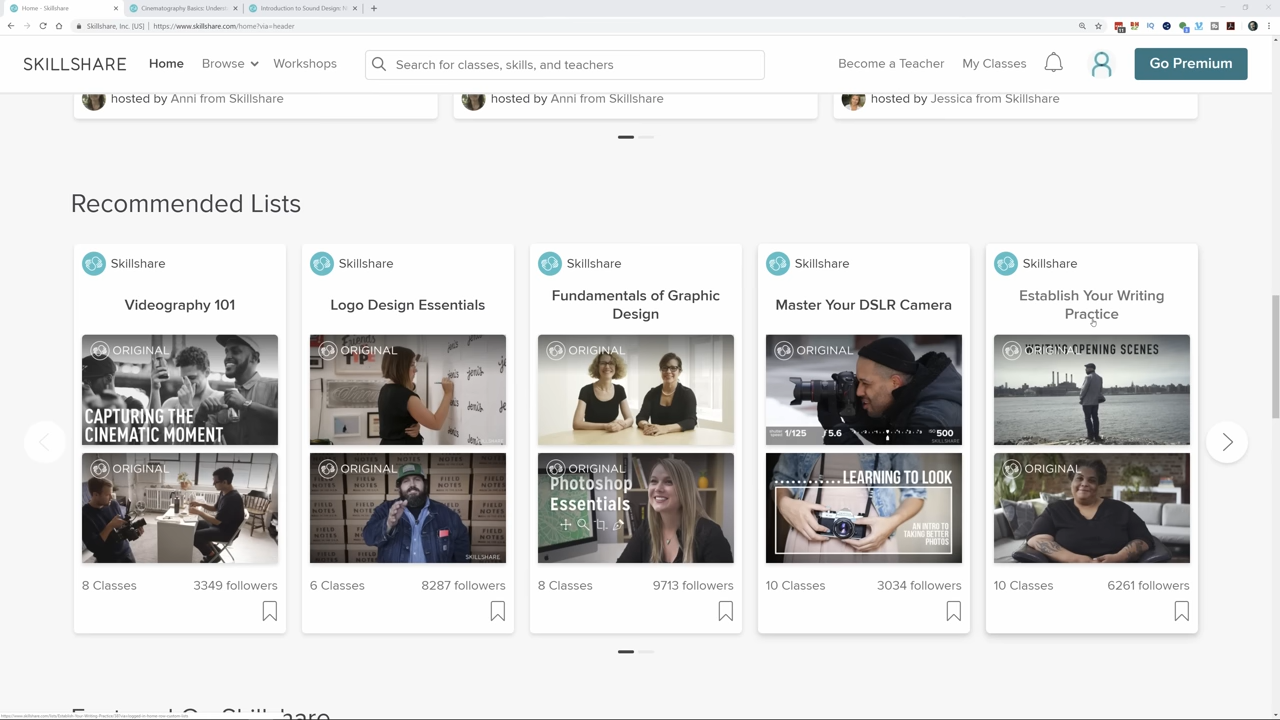 Home - Skillshare
Cinematography Basics: Underst
Introduction to Sound Design: N
Skillshare, Inc. [US] | https://www.skillshare.com/home?via=header
SKILLSHARE Home Browse Workshops Search for classes, skills, and teachers Become a Teacher My Classes Go Premium
hosted by Anni from Skillshare
hosted by Anni from Skillshare
hosted by Jessica from Skillshare
Recommended Lists
Skillshare
Videography 101
ORIGINAL
CAPTURING THE
CINEMATIC MOMENT
ORIGINAL
8 Classes 3349 followers
Skillshare
Logo Design Essentials
ORIGINAL
ORIGINAL
FIELD NOTES
SKILLSHARE
6 Classes 8287 followers
Skillshare
Fundamentals of Graphic
Design
ORIGINAL
ORIGINAL
Photoshop
Essentials
8 Classes 9713 followers
Skillshare
Master Your DSLR Camera
ORIGINAL
1/125 f 5.6 ISO 500
SKILLSHARE
LEARNING TO LOOK
AN INTRO TO
TAKING BETTER
PHOTOS
10 Classes 3034 followers
Skillshare
Establish Your Writing
Practice
ORIGINAL
OPENING SCENES
ORIGINAL
10 Classes 6261 followers